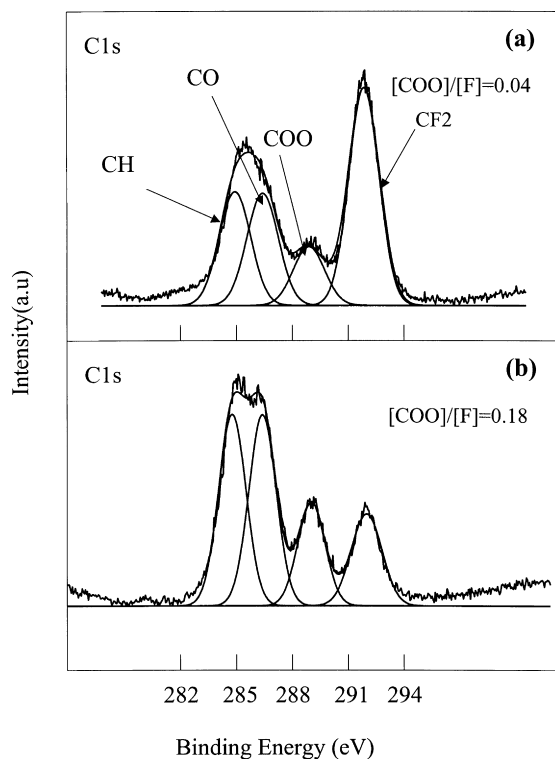 C1s
(a)
CO
[COO]/[F]=0.04
COO
CF2
CH
Intensity(a.u)
C1s
(b)
[COO]/[F]=0.18
282 285 288 291 294
Binding Energy (eV)